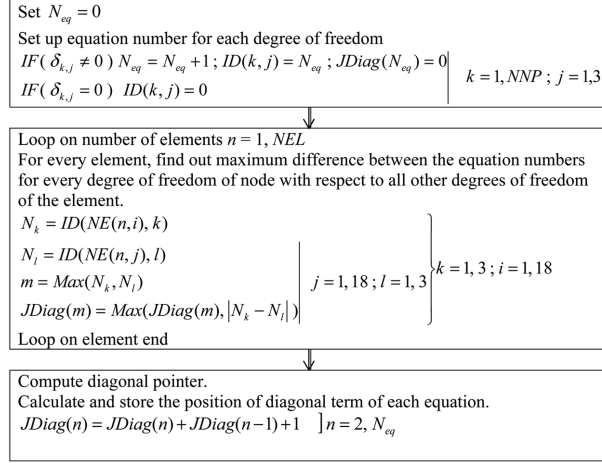 Set N_eq = 0
Set up equation number for each degree of freedom
IF( δ_k,j ≠ 0 ) N_eq = N_eq +1 ; ID(k, j) = N_eq ; JDiag(N_eq) = 0
IF( δ_k,j = 0 ) ID(k, j) = 0
k = 1, NNP ; j = 1,3
Loop on number of elements n = 1, NEL
For every element, find out maximum difference between the equation numbers
for every degree of freedom of node with respect to all other degrees of freedom
of the element.
N_k = ID(NE(n,i), k)
N_l = ID(NE(n, j), l)
m = Max(N_k, N_l)
JDiag(m) = Max(JDiag(m), |N_k − N_l| )
j = 1, 18 ; l = 1, 3
k = 1, 3 ; i = 1, 18
Loop on element end
Compute diagonal pointer.
Calculate and store the position of diagonal term of each equation.
JDiag(n) = JDiag(n) + JDiag(n−1) +1 ] n = 2, N_eq